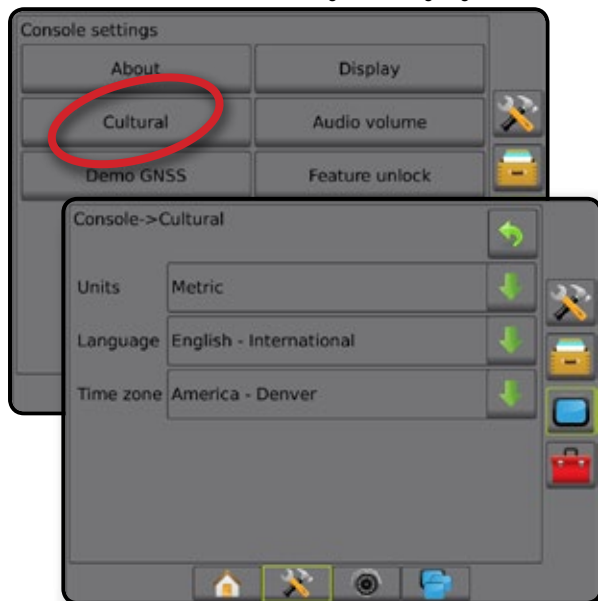 Console settings
About Display
Cultural Audio volume
Demo GNSS Feature unlock
Console->Cultural
Units Metric
Language English - International
Time zone America - Denver